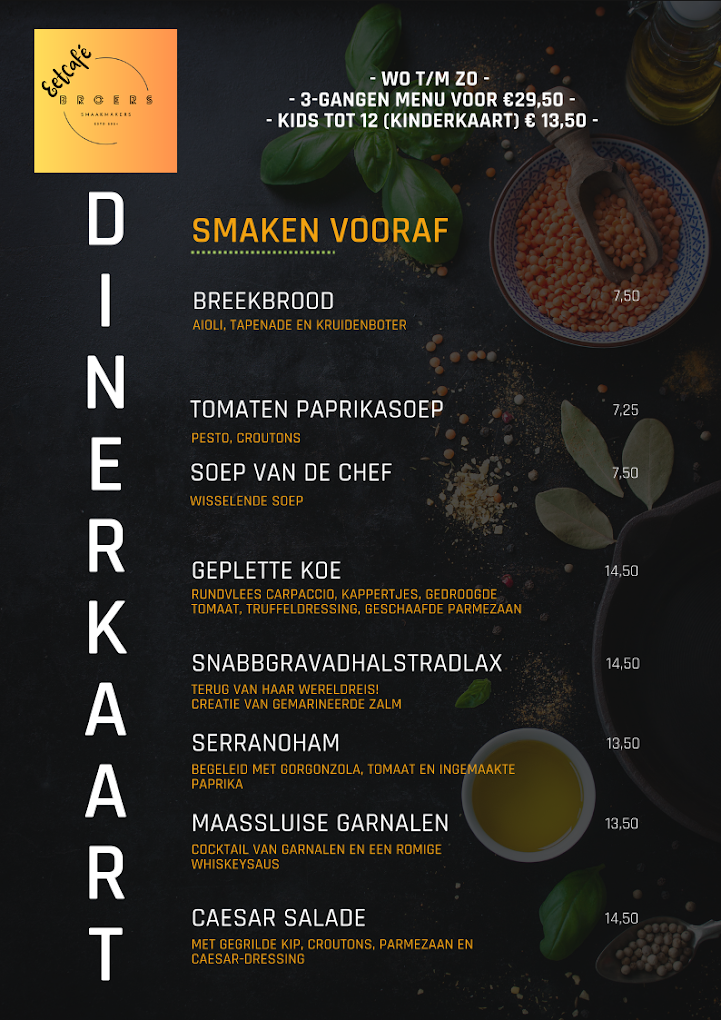 Eetcafé
BROERS
SMAAKMAKERS
- WO T/M ZO -
- 3-GANGEN MENU VOOR €29,50 -
- KIDS TOT 12 (KINDERKAART) € 13,50 -
DINERKAART
SMAKEN VOORAF
BREEKBROOD 7,50
AIOLI, TAPENADE EN KRUIDENBOTER
TOMATEN PAPRIKASOEP 7,25
PESTO, CROUTONS
SOEP VAN DE CHEF 7,50
WISSELENDE SOEP
GEPLETTE KOE 14,50
RUNDVLEES CARPACCIO, KAPPERTJES, GEDROOGDE
TOMAAT, TRUFFELDRESSING, GESCHAAFDE PARMEZAAN
SNABBGRAVADHALSTRADLAX 14,50
TERUG VAN HAAR WERELDREIS!
CREATIE VAN GEMARINEERDE ZALM
SERRANOHAM 13,50
BEGELEID MET GORGONZOLA, TOMAAT EN INGEMAAKTE
PAPRIKA
MAASSLUISE GARNALEN 13,50
COCKTAIL VAN GARNALEN EN EEN ROMIGE
WHISKEYSAUS
CAESAR SALADE 14,50
MET GEGRILDE KIP, CROUTONS, PARMEZAAN EN
CAESAR-DRESSING